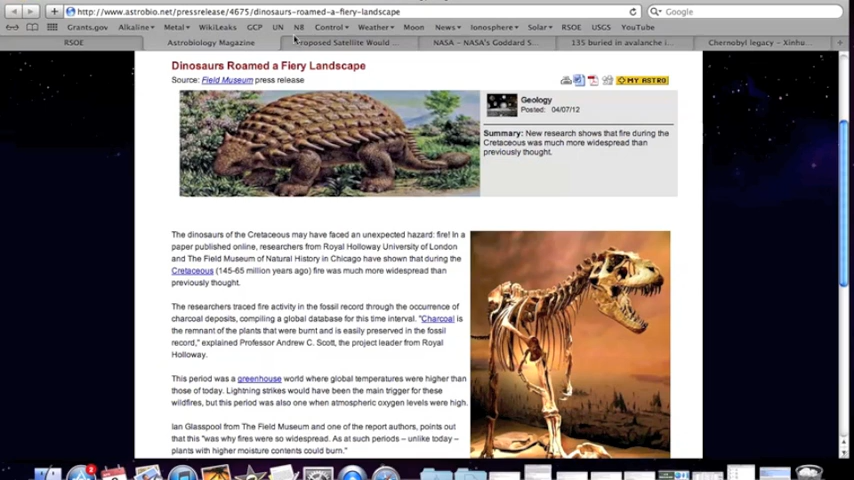 http://www.astrobio.net/pressrelease/4675/dinosaurs-roamed-a-fiery-landscape
Google
Grants.gov Alkaline Metal WikiLeaks GCP UN N8 Control Weather Moon News Ionosphere Solar RSOE USGS YouTube
RSOE Astrobiology Magazine Proposed Satellite Would ... NASA - NASA's Goddard S... 135 buried in avalanche i... Chernobyl legacy - Xinhu...
Dinosaurs Roamed a Fiery Landscape
Source: Field Museum press release
MY ASTRO
Geology
Posted: 04/07/12
Summary: New research shows that fire during the
Cretaceous was much more widespread than
previously thought.
The dinosaurs of the Cretaceous may have faced an unexpected hazard: fire! In a
paper published online, researchers from Royal Holloway University of London
and The Field Museum of Natural History in Chicago have shown that during the
Cretaceous (145-65 million years ago) fire was much more widespread than
previously thought.
The researchers traced fire activity in the fossil record through the occurrence of
charcoal deposits, compiling a global database for this time interval. "Charcoal is
the remnant of the plants that were burnt and is easily preserved in the fossil
record," explained Professor Andrew C. Scott, the project leader from Royal
Holloway.
This period was a greenhouse world where global temperatures were higher than
those of today. Lightning strikes would have been the main trigger for these
wildfires, but this period was also one when atmospheric oxygen levels were high.
Ian Glasspool from The Field Museum and one of the report authors, points out
that this "was why fires were so widespread. As at such periods – unlike today –
plants with higher moisture contents could burn."
2